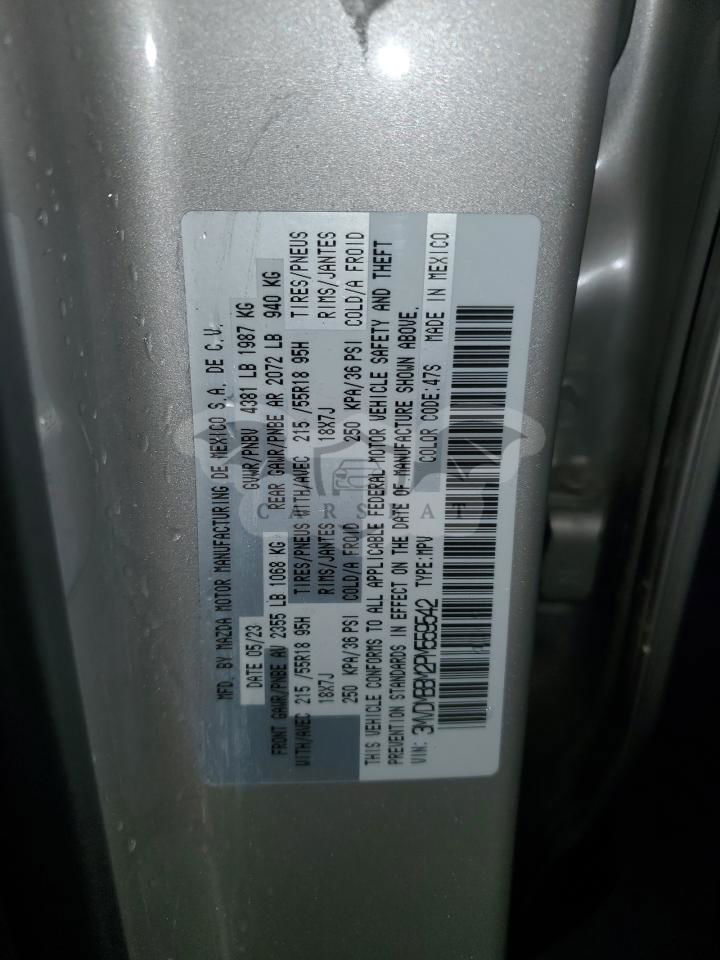 MFD. BY MAZDA MOTOR MANUFACTURING DE MEXICO S.A. DE C.V.
DATE 05/23 GVWR/PNBV 4381 LB 1987 KG
FRONT GAWR/PNBE AV 2355 LB 1068 KG REAR GAWR/PNBE AR 2072 LB 940 KG
WITH/AVEC 215 /55R18 95H TIRES/PNEUS WITH/AVEC 215 /55R18 95H TIRES/PNEUS
18X7J RIMS/JANTES 18X7J RIMS/JANTES
250 KPA/36 PSI COLD/A FROID 250 KPA/36 PSI COLD/A FROID
THIS VEHICLE CONFORMS TO ALL APPLICABLE FEDERAL MOTOR VEHICLE SAFETY AND THEFT
PREVENTION STANDARDS IN EFFECT ON THE DATE OF MANUFACTURE SHOWN ABOVE.
VIN: 3MVDMBBM2PM559542 TYPE:MPV COLOR CODE:47S MADE IN MEXICO
CARSFAT